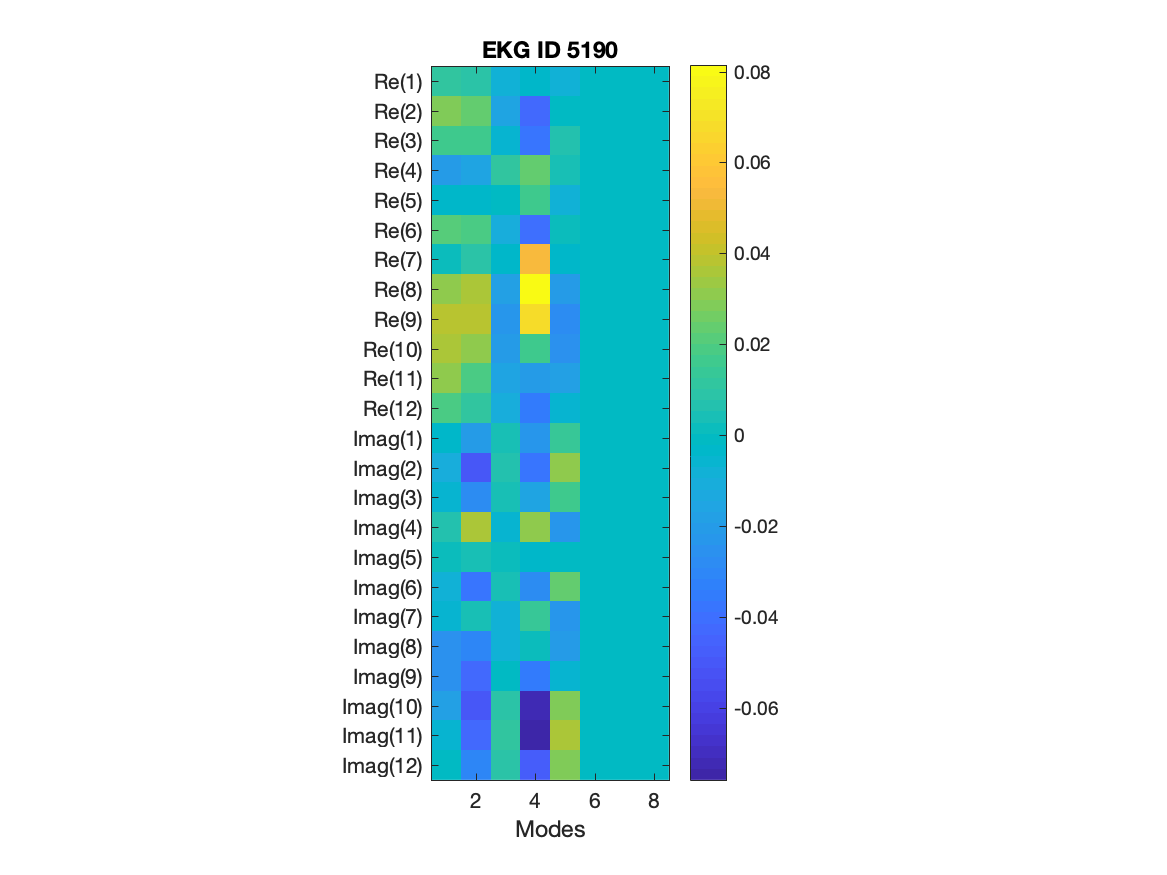 EKG ID 5190
Re(1)
Re(2)
Re(3)
Re(4)
Re(5)
Re(6)
Re(7)
Re(8)
Re(9)
Re(10)
Re(11)
Re(12)
Imag(1)
Imag(2)
Imag(3)
Imag(4)
Imag(5)
Imag(6)
Imag(7)
Imag(8)
Imag(9)
Imag(10)
Imag(11)
Imag(12)
2 4 6 8
Modes
0.08
0.06
0.04
0.02
0
-0.02
-0.04
-0.06